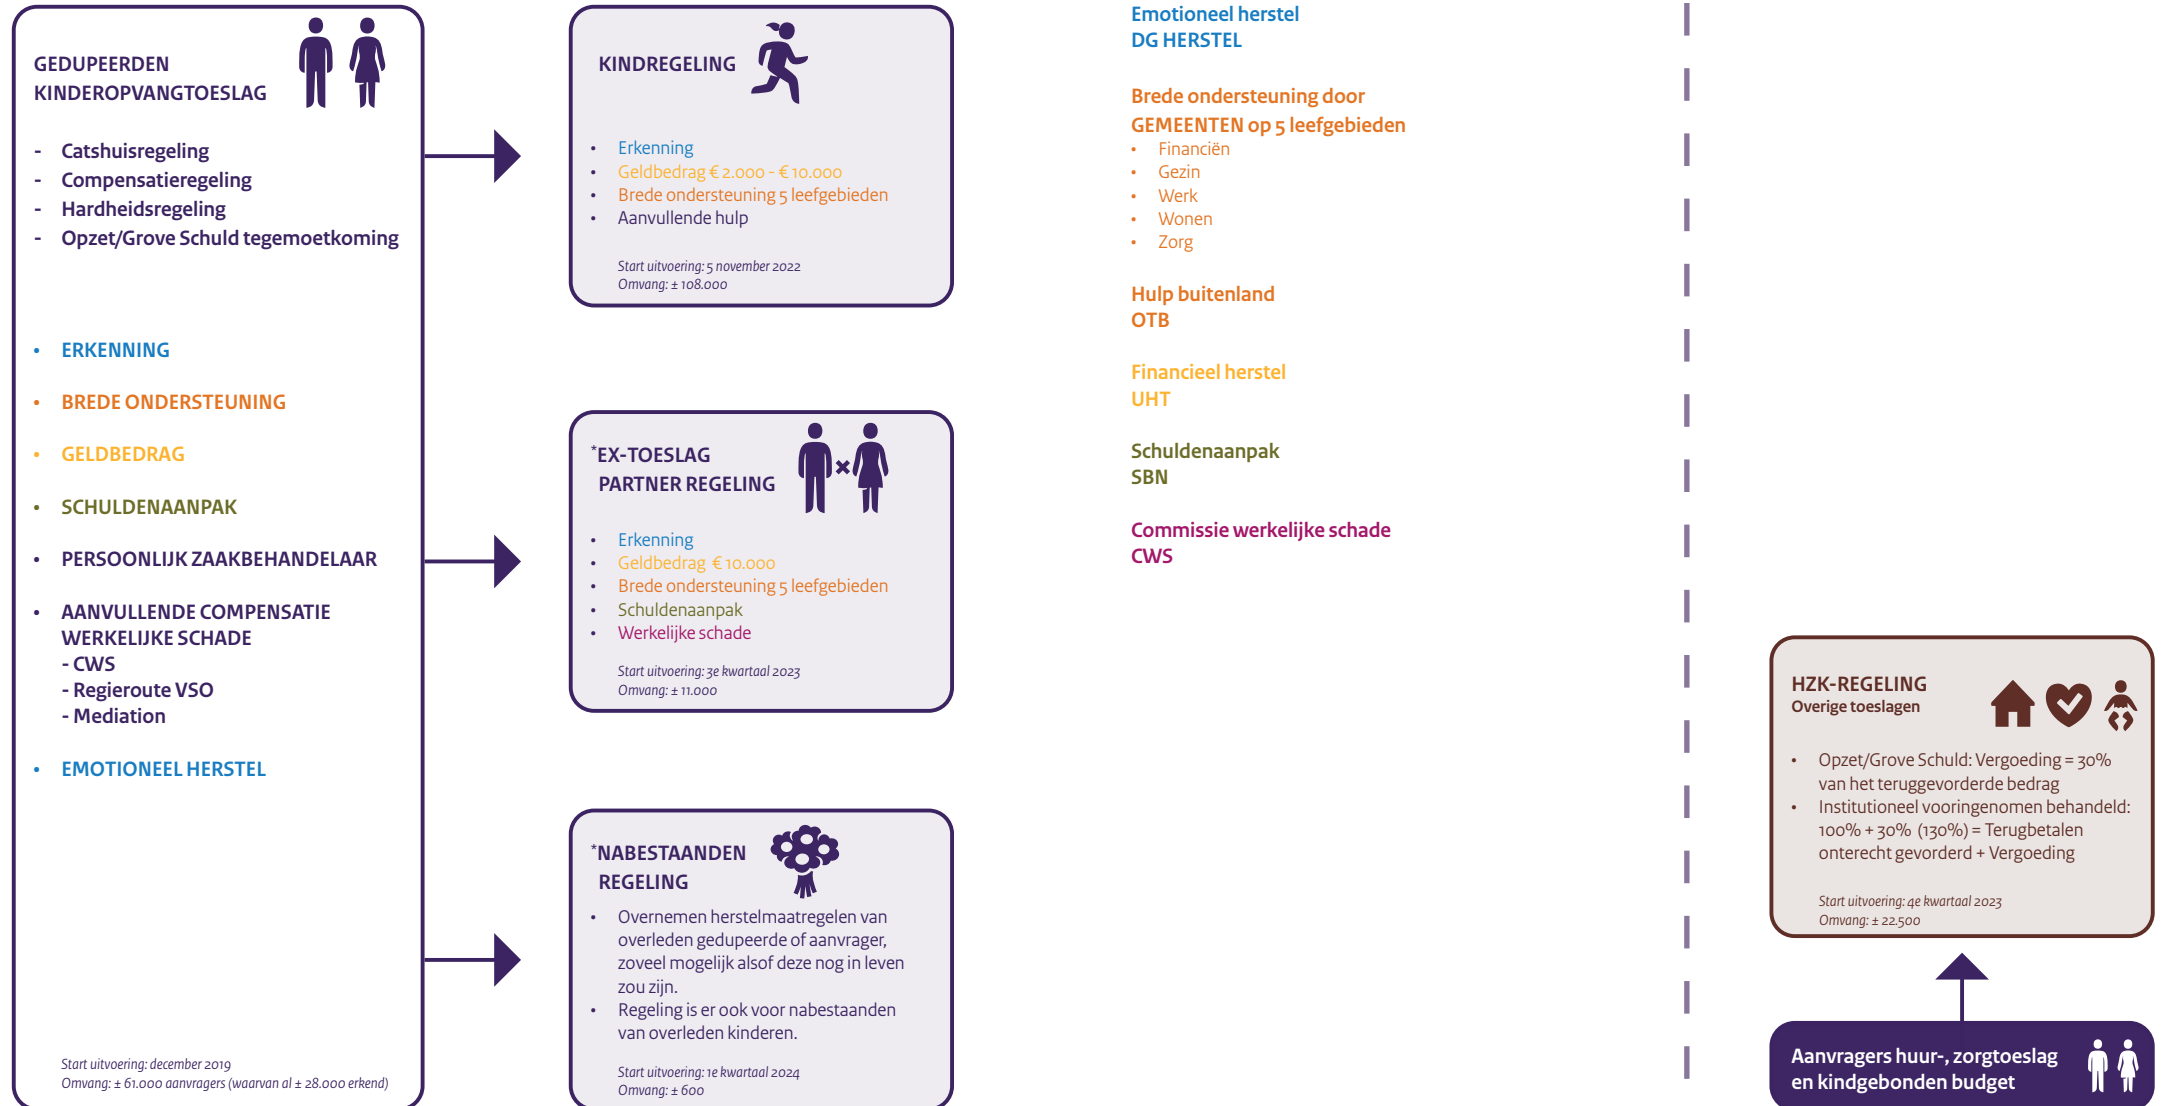 GEDUPEERDEN
KINDEROPVANGTOESLAG
- Catshuisregeling
- Compensatieregeling
- Hardheidsregeling
- Opzet/Grove Schuld tegemoetkoming
• ERKENNING
• BREDE ONDERSTEUNING
• GELDBEDRAG
• SCHULDENAANPAK
• PERSOONLIJK ZAAKBEHANDELAAR
• AANVULLENDE COMPENSATIE
WERKELIJKE SCHADE
- CWS
- Regieroute VSO
- Mediation
• EMOTIONEEL HERSTEL
Start uitvoering: december 2019
Omvang: ± 61.000 aanvragers (waarvan al ± 28.000 erkend)
KINDREGELING
• Erkenning
• Geldbedrag € 2.000 - € 10.000
• Brede ondersteuning 5 leefgebieden
• Aanvullende hulp
Start uitvoering: 5 november 2022
Omvang: ± 108.000
*EX-TOESLAG
PARTNER REGELING
• Erkenning
• Geldbedrag € 10.000
• Brede ondersteuning 5 leefgebieden
• Schuldenaanpak
• Werkelijke schade
Start uitvoering: 3e kwartaal 2023
Omvang: ± 11.000
*NABESTAANDEN
REGELING
• Overnemen herstelmaatregelen van
overleden gedupeerde of aanvrager,
zoveel mogelijk alsof deze nog in leven
zou zijn.
• Regeling is er ook voor nabestaanden
van overleden kinderen.
Start uitvoering: 1e kwartaal 2024
Omvang: ± 600
Emotioneel herstel
DG HERSTEL
Brede ondersteuning door
GEMEENTEN op 5 leefgebieden
• Financiën
• Gezin
• Werk
• Wonen
• Zorg
Hulp buitenland
OTB
Financieel herstel
UHT
Schuldenaanpak
SBN
Commissie werkelijke schade
CWS
HZK-REGELING
Overige toeslagen
• Opzet/Grove Schuld: Vergoeding = 30%
van het teruggevorderde bedrag
• Institutioneel vooringenomen behandeld:
100% + 30% (130%) = Terugbetalen
onterecht gevorderd + Vergoeding
Start uitvoering: 4e kwartaal 2023
Omvang: ± 22.500
Aanvragers huur-, zorgtoeslag
en kindgebonden budget